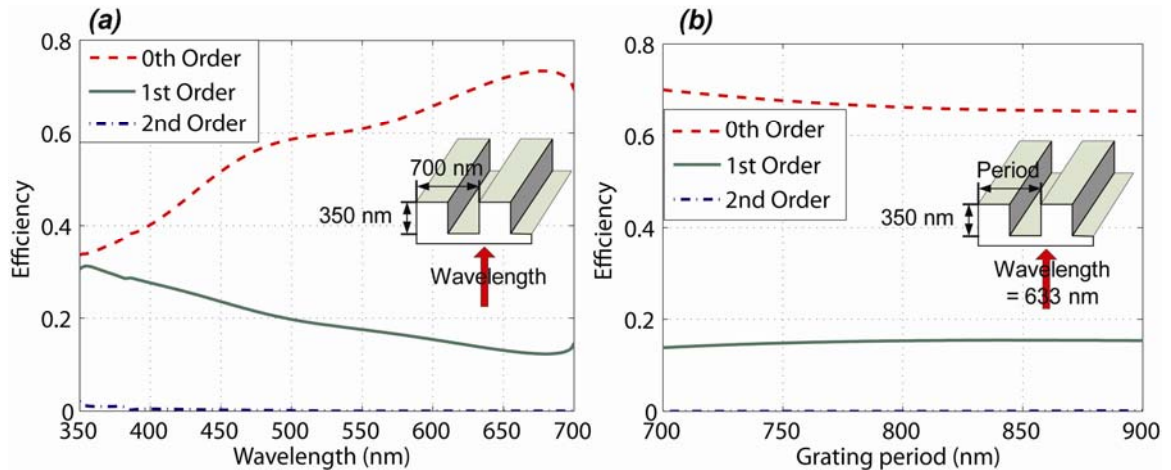 (a)
0th Order
1st Order
2nd Order
700 nm
350 nm
Wavelength
0.8
0.6
0.4
0.2
0
Efficiency
350 400 450 500 550 600 650 700
Wavelength (nm)
(b)
0th Order
1st Order
2nd Order
Period
350 nm
Wavelength
= 633 nm
0.8
0.6
0.4
0.2
0
Efficiency
700 750 800 850 900
Grating period (nm)